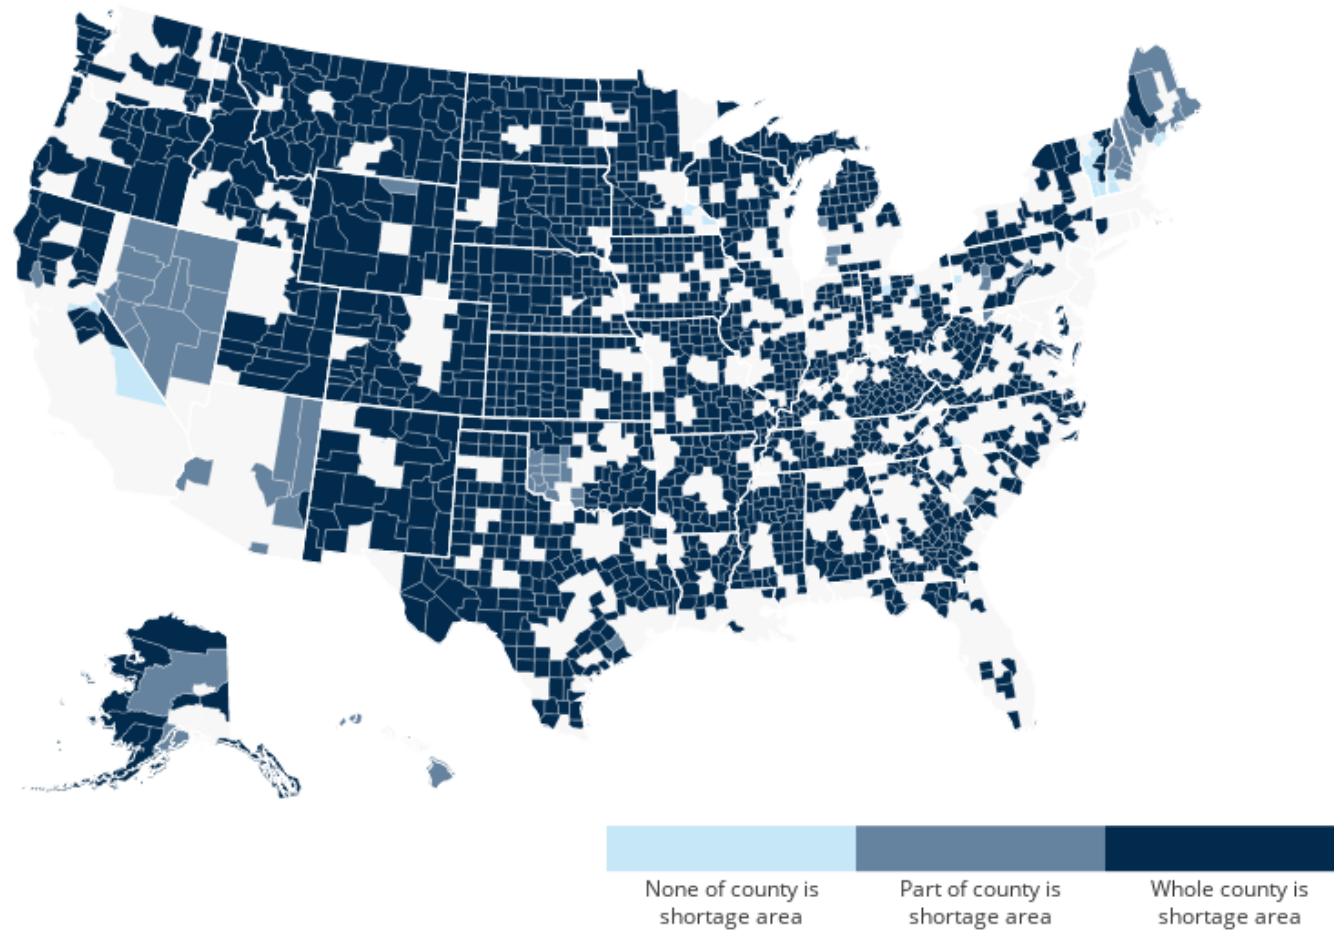 None of county is
shortage area
Part of county is
shortage area
Whole county is
shortage area